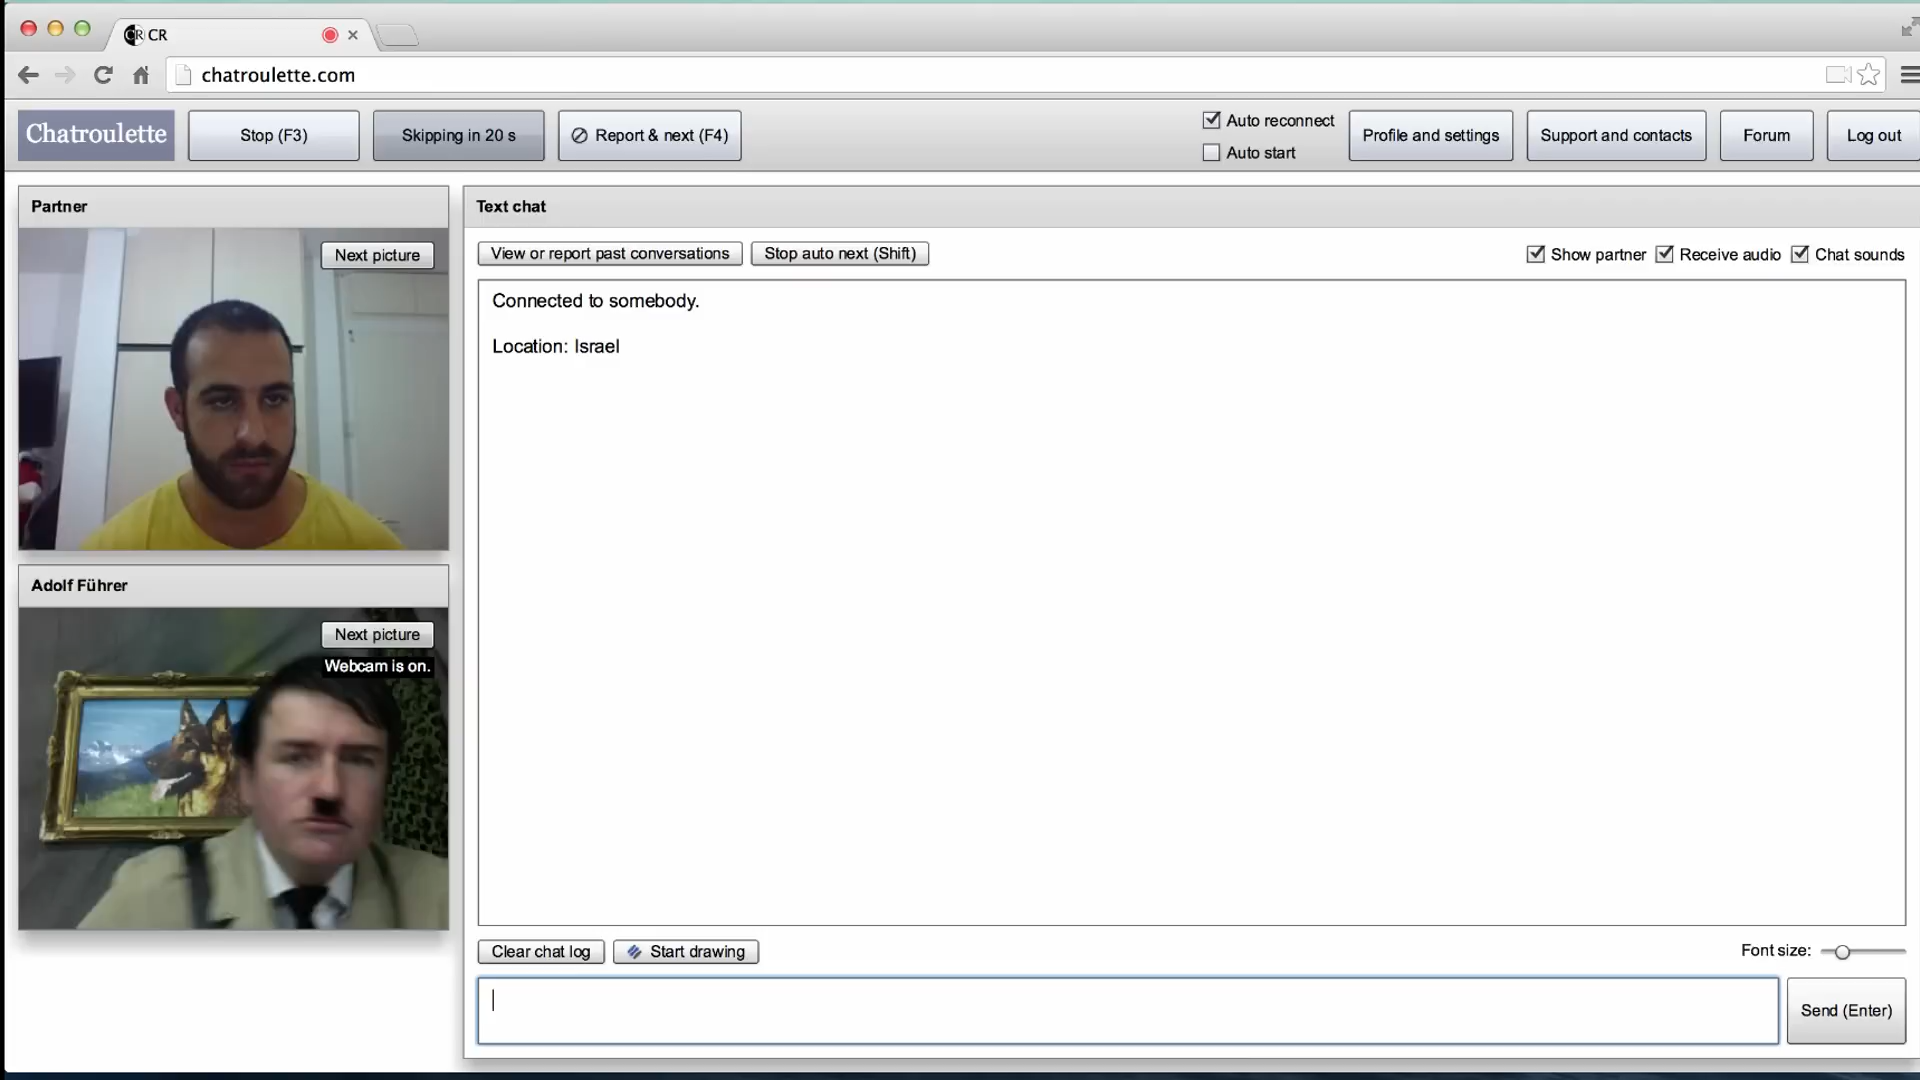 CR CR
chatroulette.com
Chatroulette
Stop (F3)
Skipping in 20 s
Report & next (F4)
Auto reconnect
Auto start
Profile and settings
Support and contacts
Forum
Log out
Partner
Next picture
Text chat
View or report past conversations
Stop auto next (Shift)
Show partner
Receive audio
Chat sounds
Connected to somebody.
Location: Israel
Adolf Führer
Next picture
Webcam is on.
Clear chat log
Start drawing
Font size:
Send (Enter)